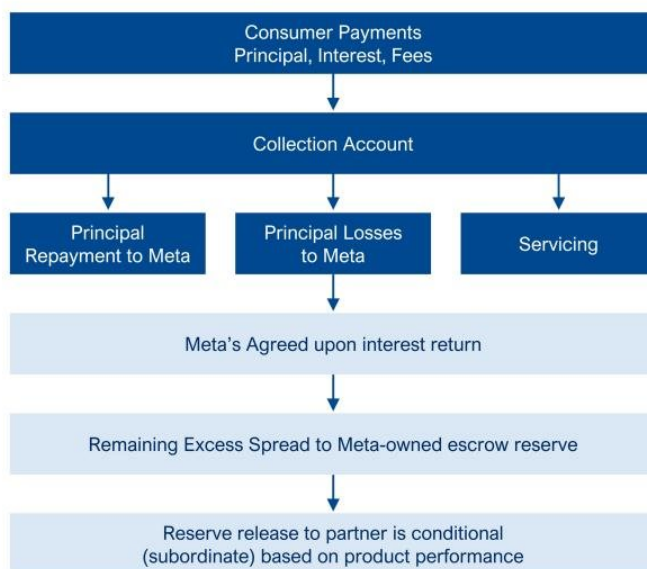 Consumer Payments
Principal, Interest, Fees
Collection Account
Principal
Repayment to Meta
Principal Losses
to Meta
Servicing
Meta's Agreed upon interest return
Remaining Excess Spread to Meta-owned escrow reserve
Reserve release to partner is conditional
(subordinate) based on product performance